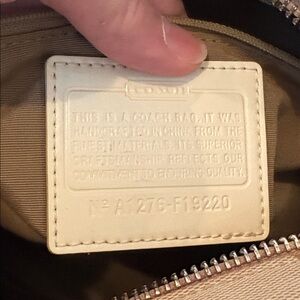 COACH
THIS IS A COACH BAG. IT WAS
HANDCRAFTED IN CHINA FROM THE
FINEST MATERIALS. ITS SUPERIOR
CRAFTSMANSHIP REFLECTS OUR
COMMITMENT TO ENDURING QUALITY.
Nº A1276-F19220